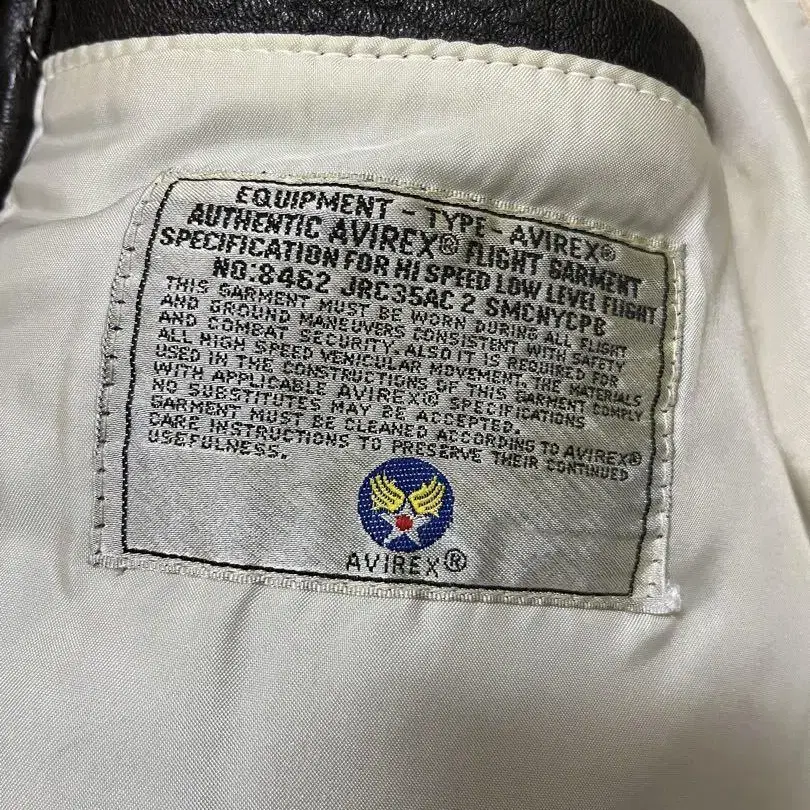 EQUIPMENT - TYPE - AVIREX®
AUTHENTIC AVIREX® FLIGHT GARMENT
SPECIFICATION FOR HI SPEED LOW LEVEL FLIGHT
NO:8462 JRC35AC 2 SMCNYCPB
THIS GARMENT MUST BE WORN DURING ALL FLIGHT
AND GROUND MANEUVERS CONSISTENT WITH SAFETY
AND COMBAT SECURITY. ALSO IT IS REQUIRED FOR
ALL HIGH SPEED VENICULAR MOVEMENT. THE MATERIALS
USED IN THE CONSTRUCTIONS OF THIS GARMENT COMPLY
WITH APPLICABLE AVIREX® SPECIFICATIONS
NO SUBSTITUTES MAY BE ACCEPTED.
GARMENT MUST BE CLEANED ACCORDING TO AVIREX®
CARE INSTRUCTIONS TO PRESERVE THEIR CONTINUED
USEFULNESS.
AVIREX®